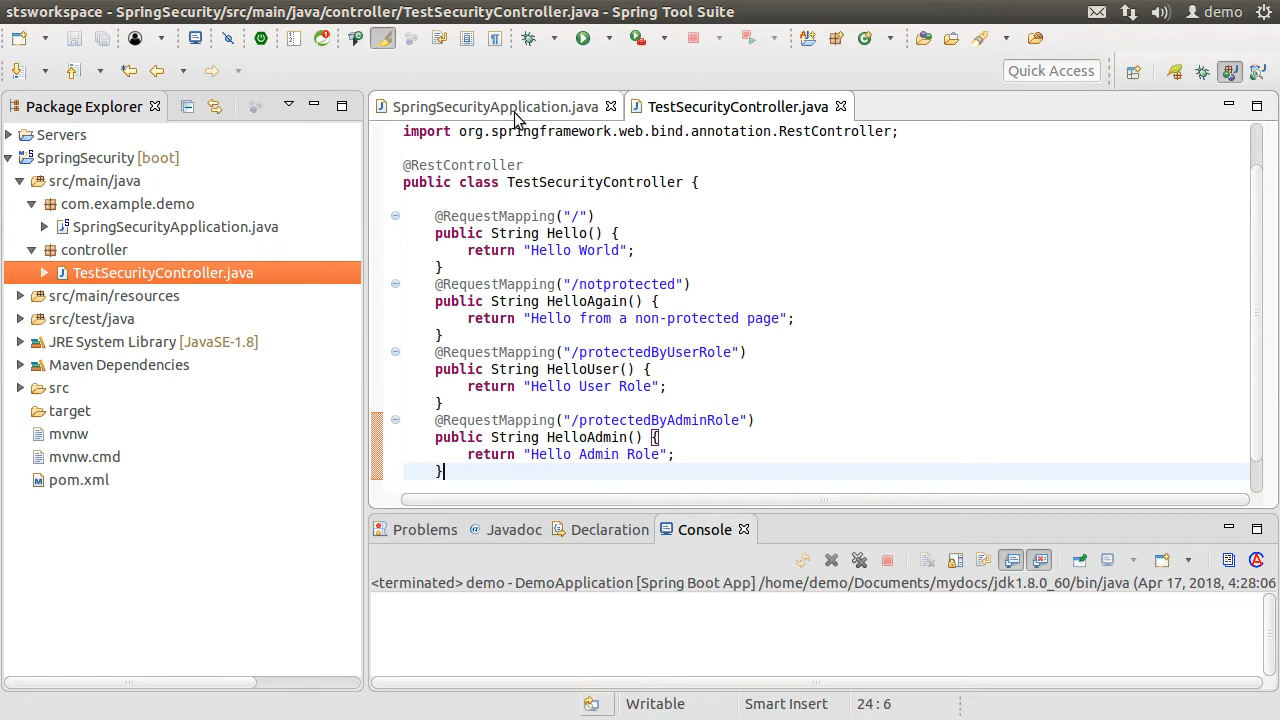 stsworkspace - SpringSecurity/src/main/java/controller/TestSecurityController.java - Spring Tool Suite
demo
Quick Access
Package Explorer
SpringSecurityApplication.java
TestSecurityController.java
Servers
SpringSecurity [boot]
src/main/java
com.example.demo
SpringSecurityApplication.java
controller
TestSecurityController.java
src/main/resources
src/test/java
JRE System Library [JavaSE-1.8]
Maven Dependencies
src
target
mvnw
mvnw.cmd
pom.xml
import org.springframework.web.bind.annotation.RestController;
@RestController
public class TestSecurityController {
@RequestMapping("/")
public String Hello() {
return "Hello World";
}
@RequestMapping("/notprotected")
public String HelloAgain() {
return "Hello from a non-protected page";
}
@RequestMapping("/protectedByUserRole")
public String HelloUser() {
return "Hello User Role";
}
@RequestMapping("/protectedByAdminRole")
public String HelloAdmin() {
return "Hello Admin Role";
}
Problems
@ Javadoc
Declaration
Console
<terminated> demo - DemoApplication [Spring Boot App] /home/demo/Documents/mydocs/jdk1.8.0_60/bin/java (Apr 17, 2018, 4:28:06
Writable
Smart Insert
24 : 6